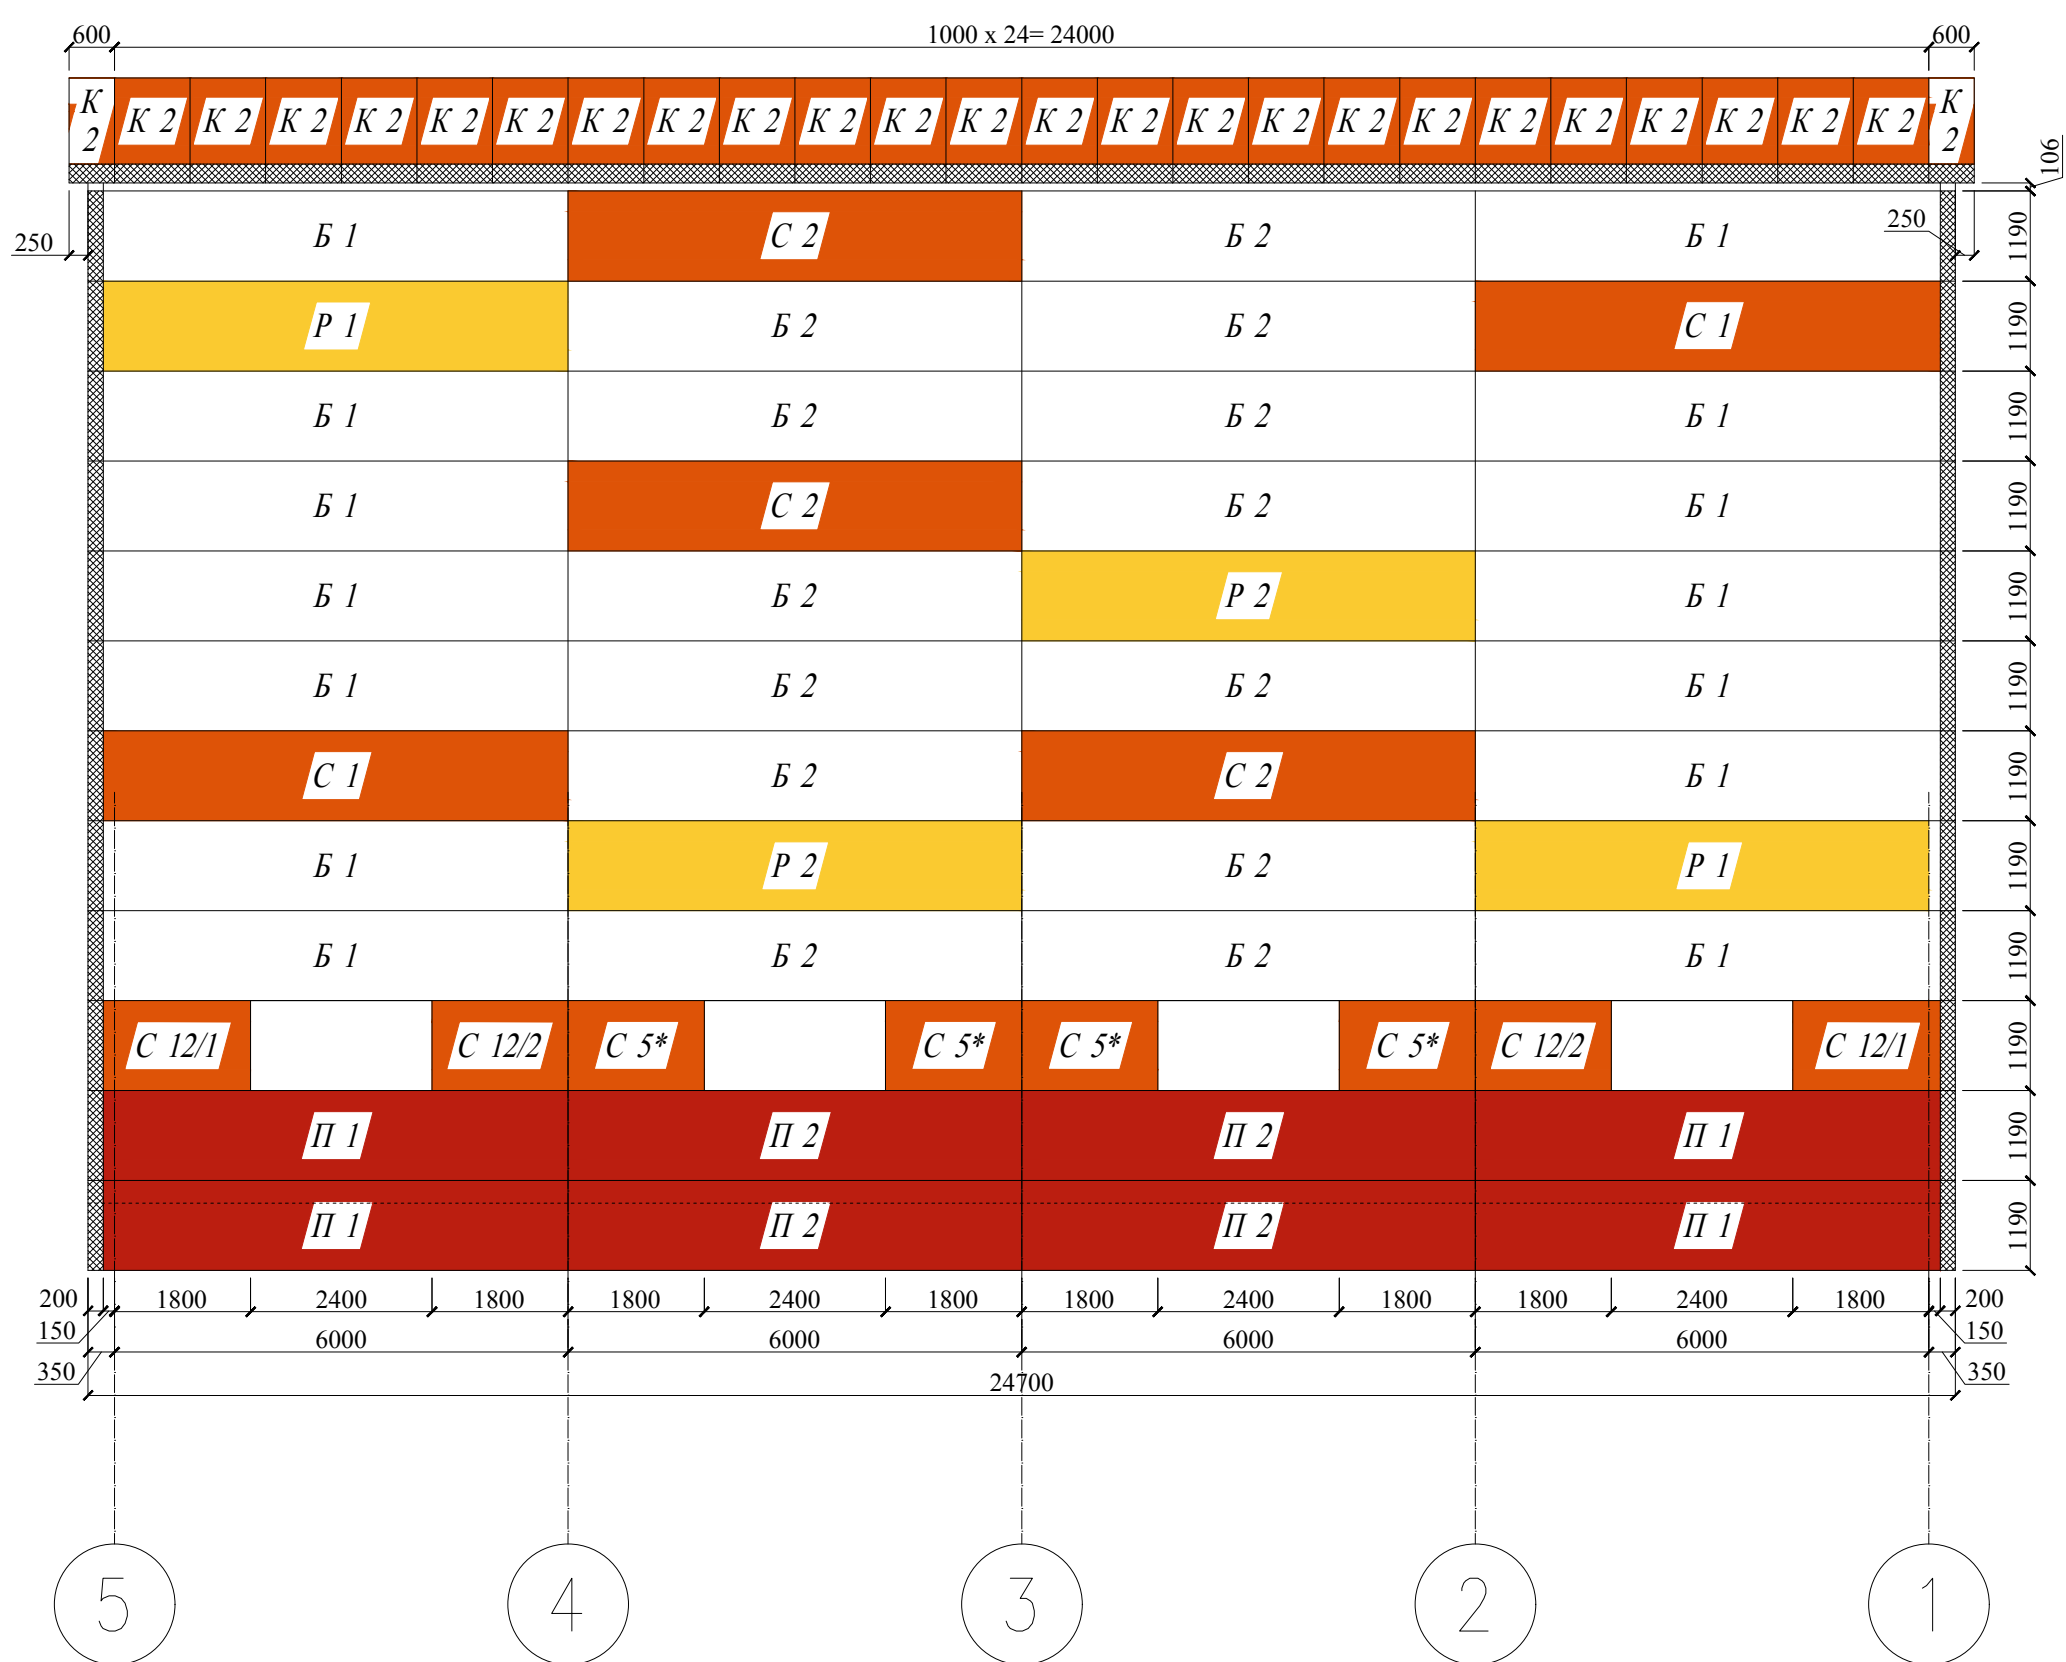 600 1000 x 24= 24000 600
К 2 К 2 К 2 К 2 К 2 К 2 К 2 К 2 К 2 К 2 К 2 К 2 К 2 К 2 К 2 К 2 К 2 К 2 К 2 К 2 К 2 К 2 К 2 К 2 К 2 К 2
106
250 250
Б 1 С 2 Б 2 Б 1 1190
Р 1 Б 2 Б 2 С 1 1190
Б 1 Б 2 Б 2 Б 1 1190
Б 1 С 2 Б 2 Б 1 1190
Б 1 Б 2 Р 2 Б 1 1190
Б 1 Б 2 Б 2 Б 1 1190
С 1 Б 2 С 2 Б 1 1190
Б 1 Р 2 Б 2 Р 1 1190
Б 1 Б 2 Б 2 Б 1 1190
С 12/1 С 12/2 С 5* С 5* С 5* С 5* С 12/2 С 12/1 1190
П 1 П 2 П 2 П 1 1190
П 1 П 2 П 2 П 1 1190
200 1800 2400 1800 1800 2400 1800 1800 2400 1800 1800 2400 1800 200
150 6000 6000 6000 6000 150
350 24700 350
5 4 3 2 1